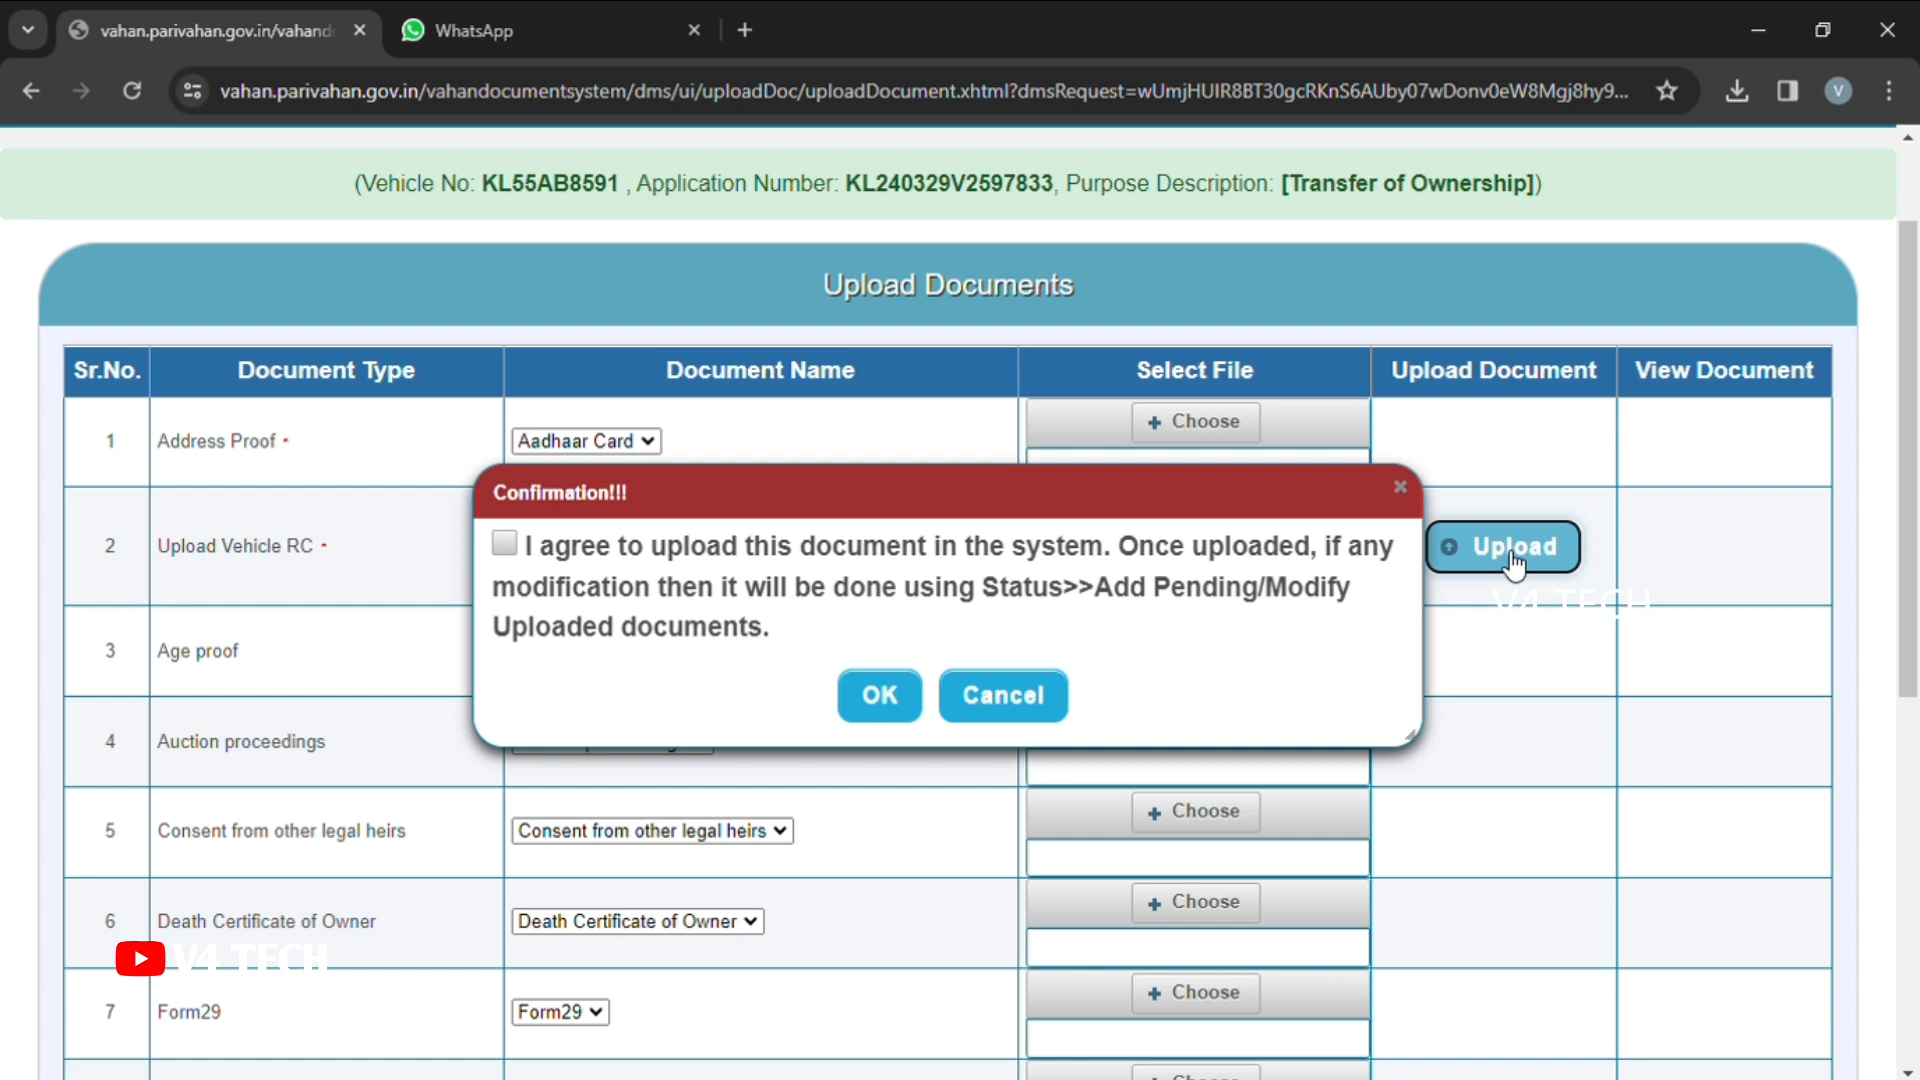 vahan.parivahan.gov.in/vahand
WhatsApp
vahan.parivahan.gov.in/vahandocumentsystem/dms/ui/uploadDoc/uploadDocument.xhtml?dmsRequest=wUmjHUIR8BT30gcRKnS6AUby07wDonv0eW8Mgj8hy9...
V
(Vehicle No: KL55AB8591 , Application Number: KL240329V2597833, Purpose Description: [Transfer of Ownership])
Upload Documents
Sr.No. Document Type Document Name Select File Upload Document View Document
1 Address Proof * Aadhaar Card + Choose
Confirmation!!!
2 Upload Vehicle RC * Upload
I agree to upload this document in the system. Once uploaded, if any
modification then it will be done using Status>>Add Pending/Modify
Uploaded documents.
OK Cancel
V4 TECH
3 Age proof
4 Auction proceedings
5 Consent from other legal heirs Consent from other legal heirs + Choose
6 Death Certificate of Owner Death Certificate of Owner + Choose
V4 TECH
7 Form29 Form29 + Choose